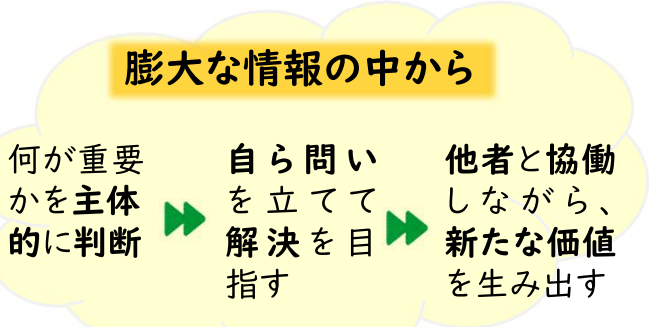 膨大な情報の中から
何が重要
かを主体
的に判断
自ら問い
を立てて
解決を目
指す
他者と協働
しながら、
新たな価値
を生み出す